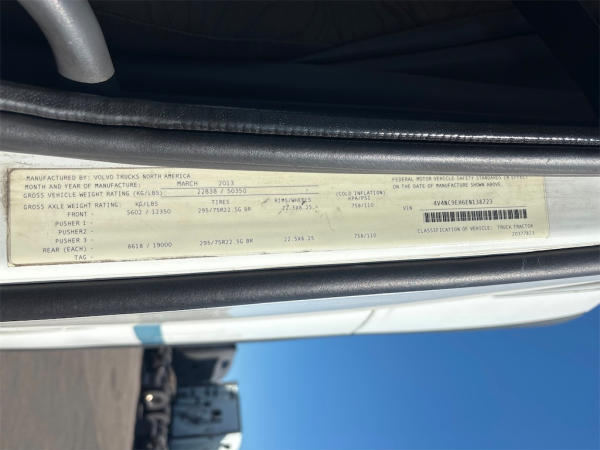 MANUFACTURED BY: VOLVO TRUCKS NORTH AMERICA
MONTH AND YEAR OF MANUFACTURE: MARCH 2013
GROSS VEHICLE WEIGHT RATING (KG/LBS) 22838 / 50350
GROSS AXLE WEIGHT RATING: KG/LBS TIRES RIMS/WHEELS (COLD INFLATION) KPA/PSI
FRONT - 5602 / 12350 295/75R22.5G BR 22.5X8.25 758/110
PUSHER 1 -
PUSHER2 -
PUSHER 3 -
REAR (EACH) - 8618 / 19000 295/75R22.5G BR 22.5X8.25 758/110
TAG -
FEDERAL MOTOR VEHICLE SAFETY STANDARDS IN EFFECT
ON THE DATE OF MANUFACTURE SHOWN ABOVE.
VIN 4V4NC9EH6EN138723
CLASSIFICATION OF VEHICLE: TRUCK TRACTOR